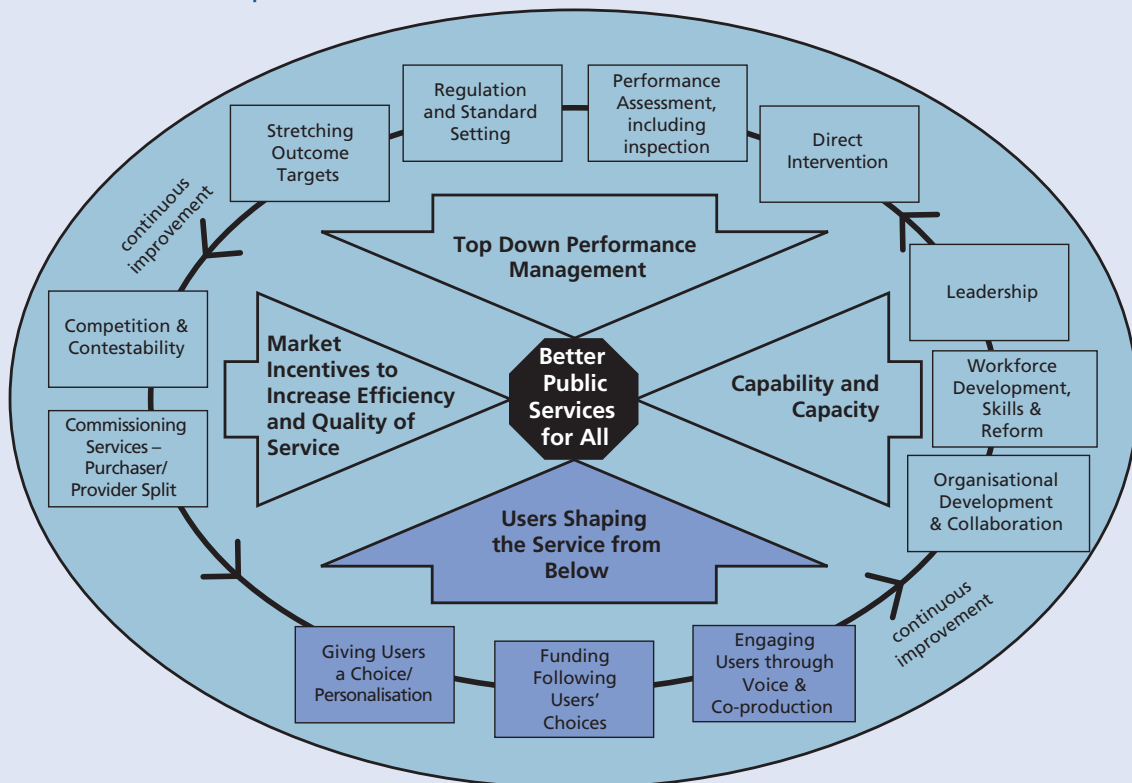 Regulation
and Standard
Setting
Performance
Assessment,
including
inspection
Stretching
Outcome
Targets
Direct
Intervention
continuous
improvement
Top Down Performance
Management
Leadership
Competition &
Contestability
Market
Incentives to
Increase Efficiency
and Quality of
Service
Better
Public
Services
for All
Capability and
Capacity
Workforce
Development,
Skills &
Reform
Commissioning
Services –
Purchaser/
Provider Split
Organisational
Development
& Collaboration
Users Shaping
the Service from
Below
continuous
improvement
Giving Users
a Choice/
Personalisation
Funding
Following
Users'
Choices
Engaging
Users through
Voice &
Co-production